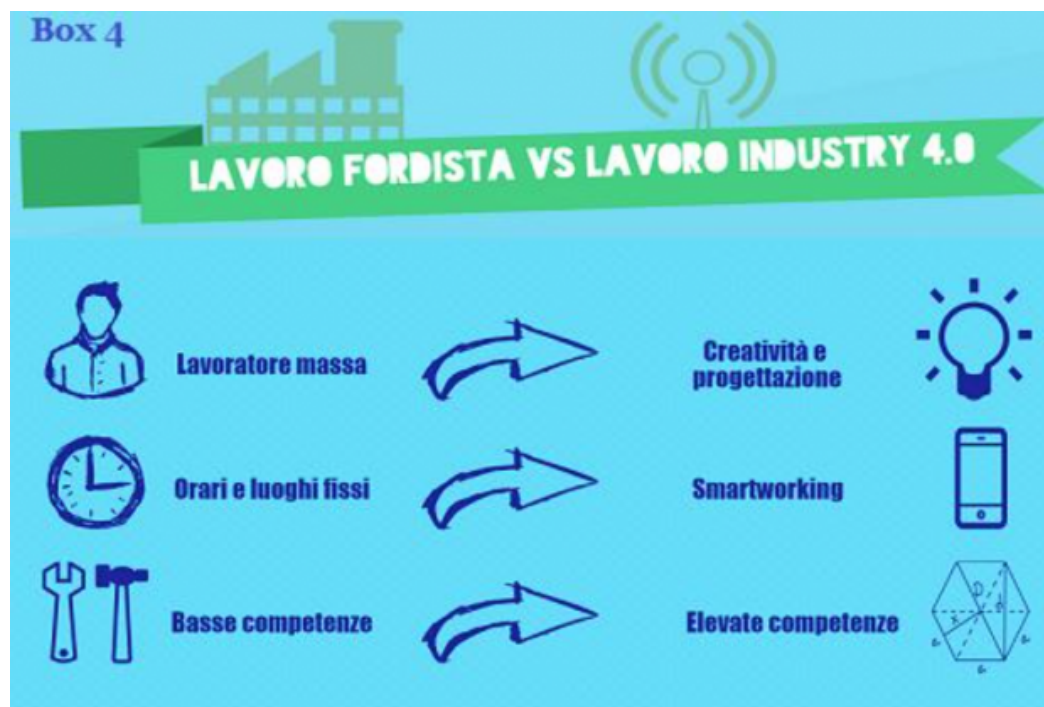 Box 4
LAVORO FORDISTA VS LAVORO INDUSTRY 4.0
Lavoratore massa
Creatività e
progettazione
Orari e luoghi fissi
Smartworking
Basse competenze
Elevate competenze